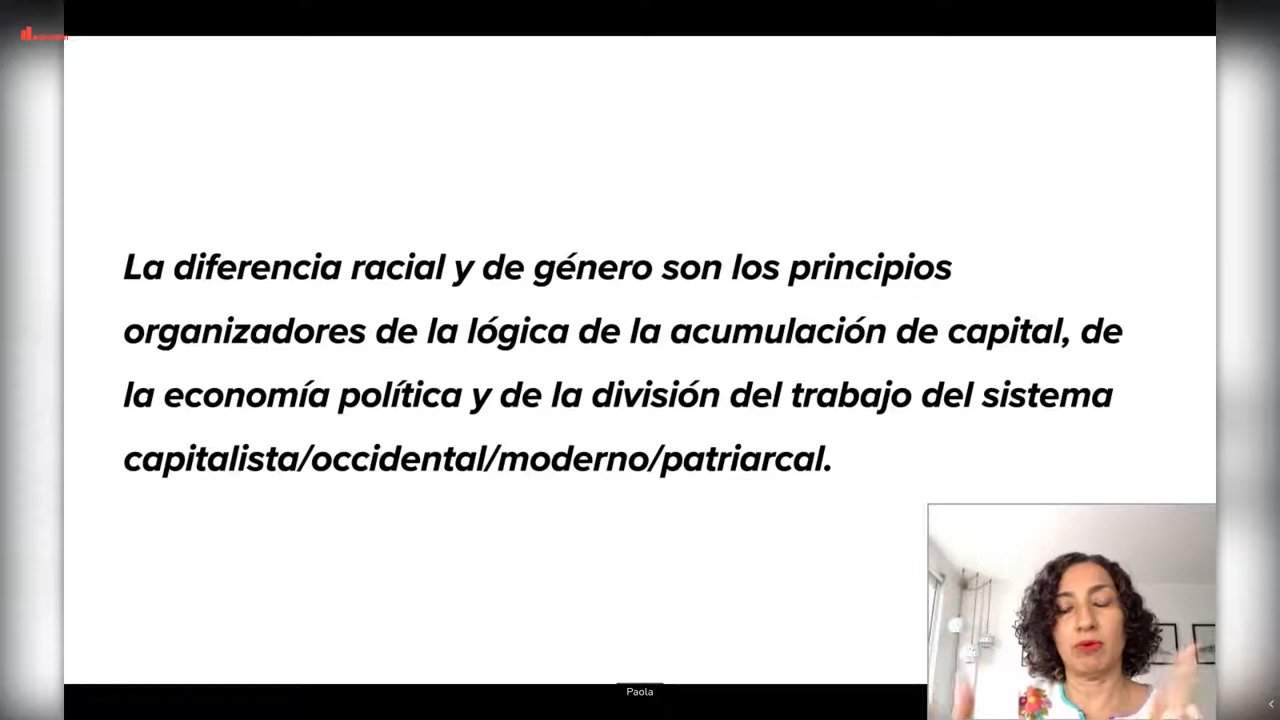 La diferencia racial y de género son los principios
organizadores de la lógica de la acumulación de capital, de
la economía política y de la división del trabajo del sistema
capitalista/occidental/moderno/patriarcal.
Paola